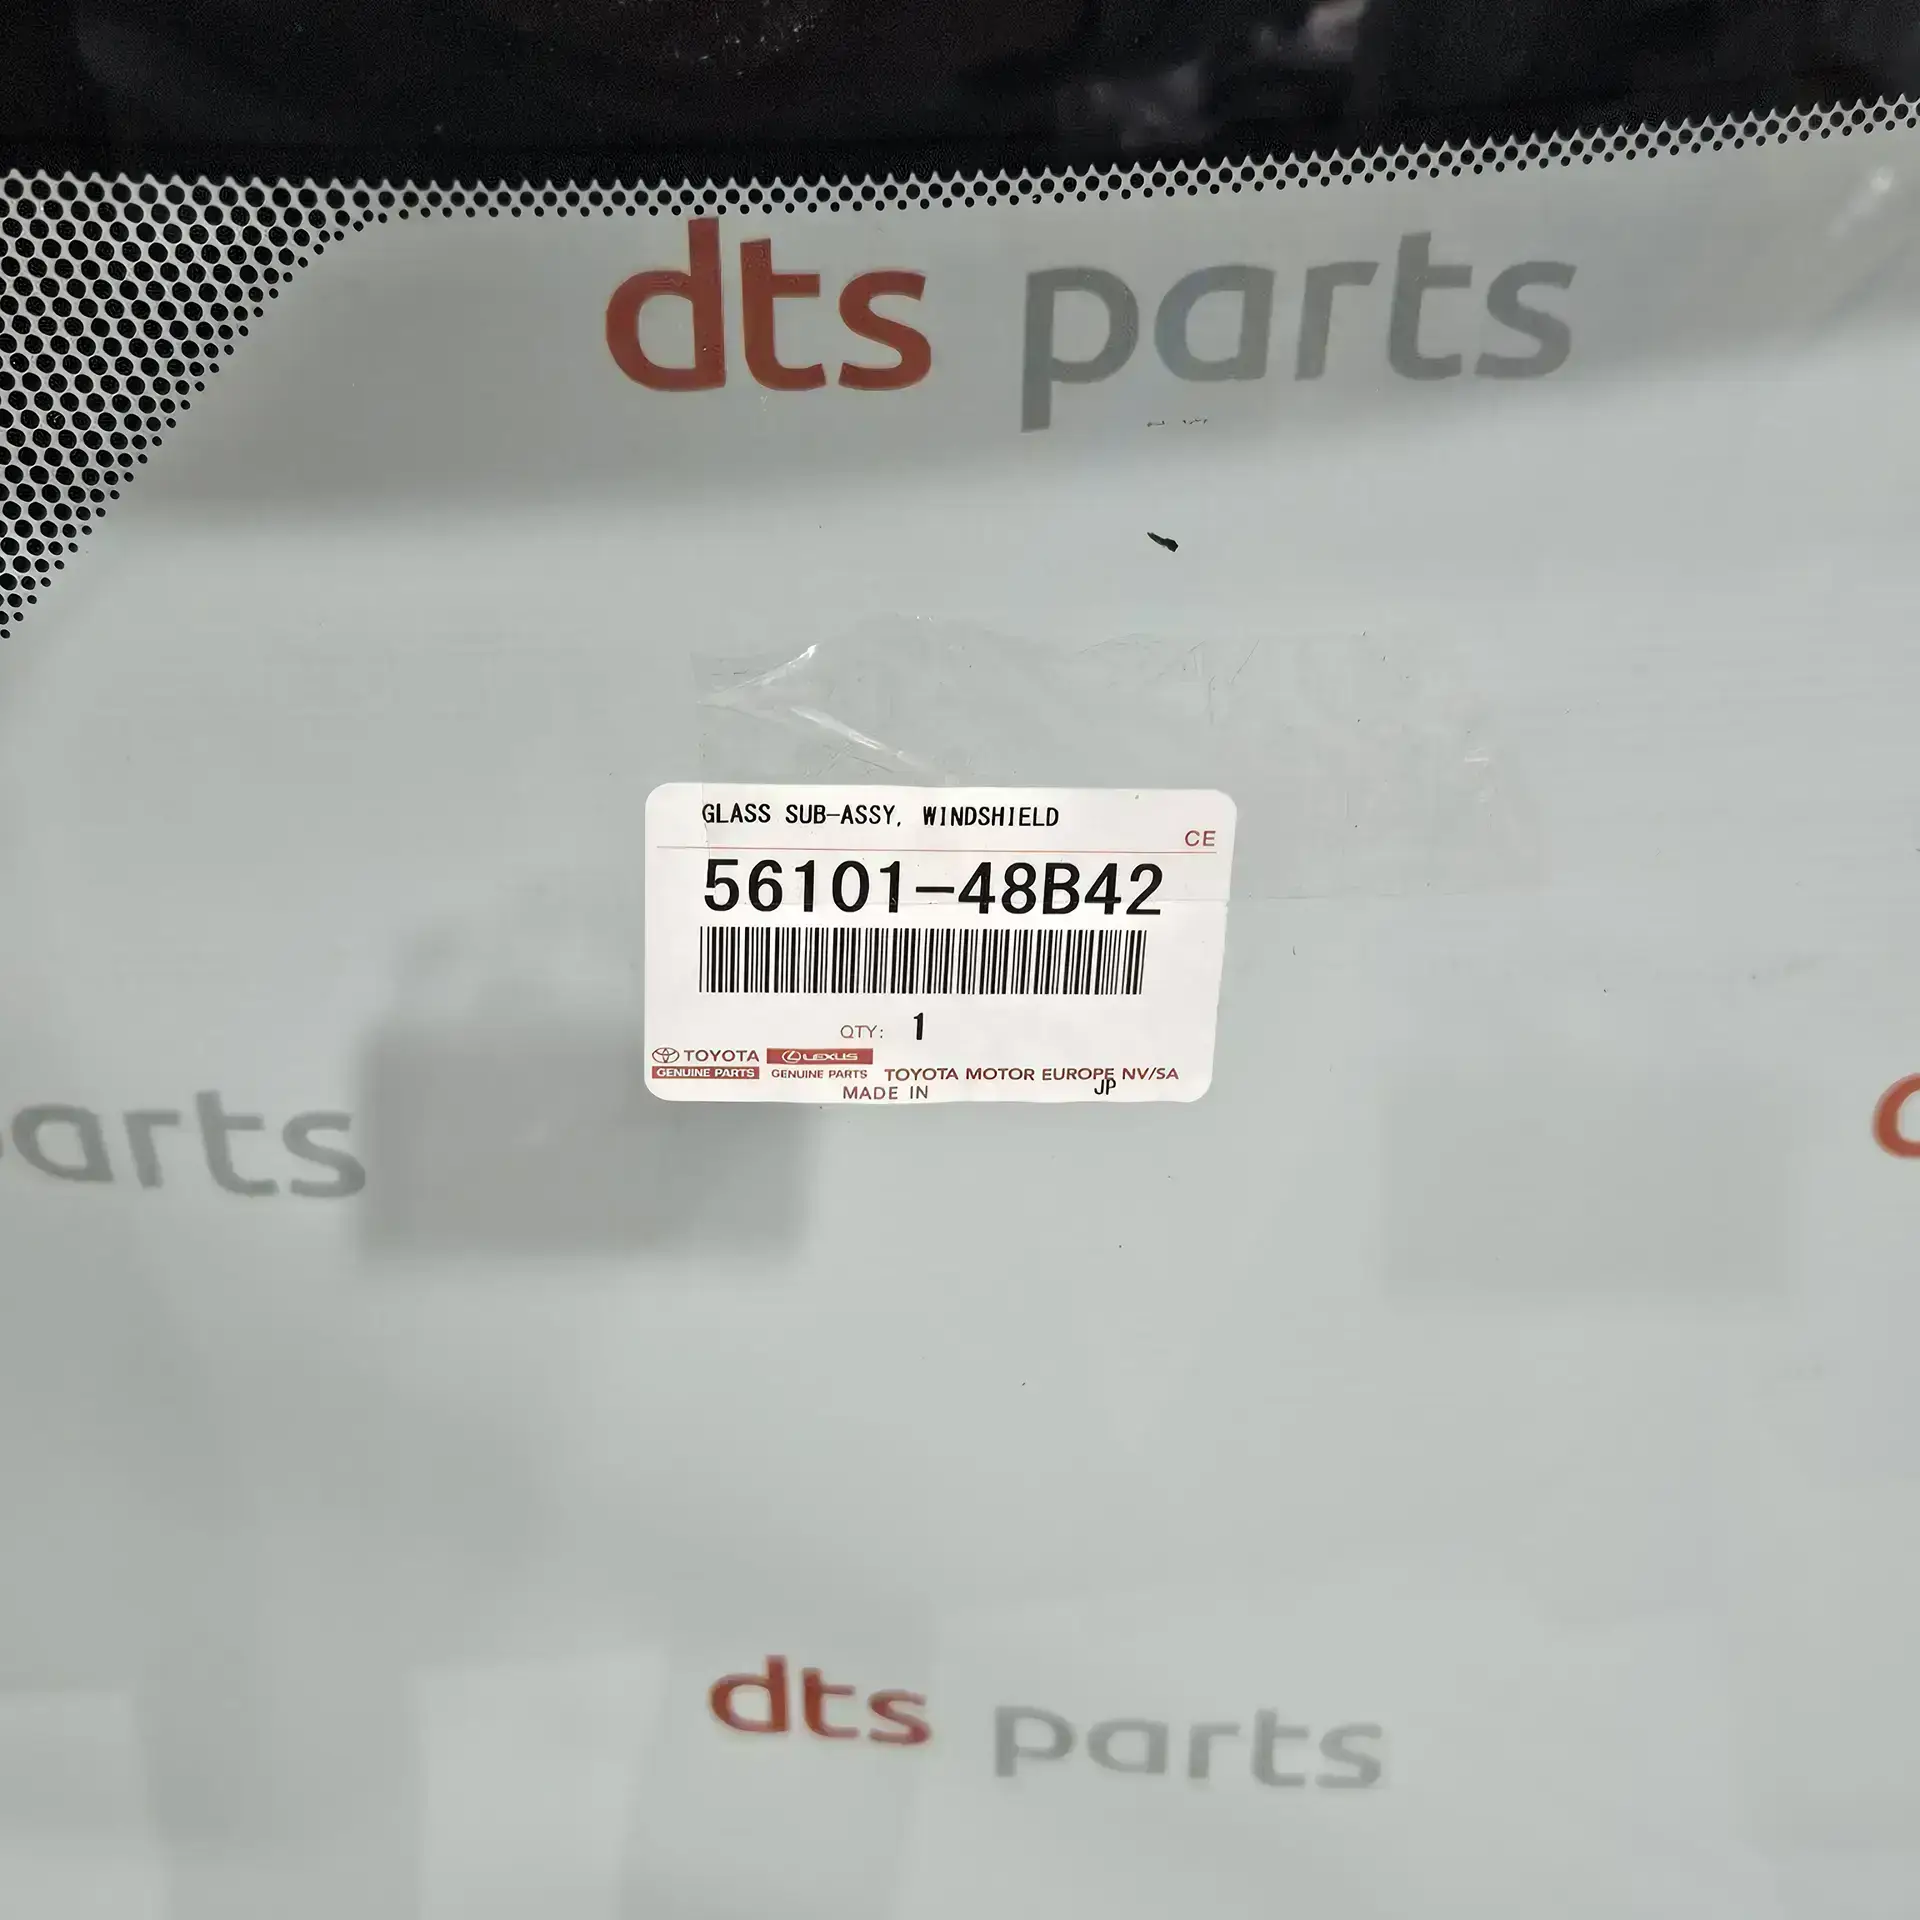 dts parts
GLASS SUB-ASSY, WINDSHIELD
CE
56101-48B42
QTY: 1
TOYOTA LEXUS
GENUINE PARTS GENUINE PARTS TOYOTA MOTOR EUROPE NV/SA
MADE IN JP
parts
dts parts